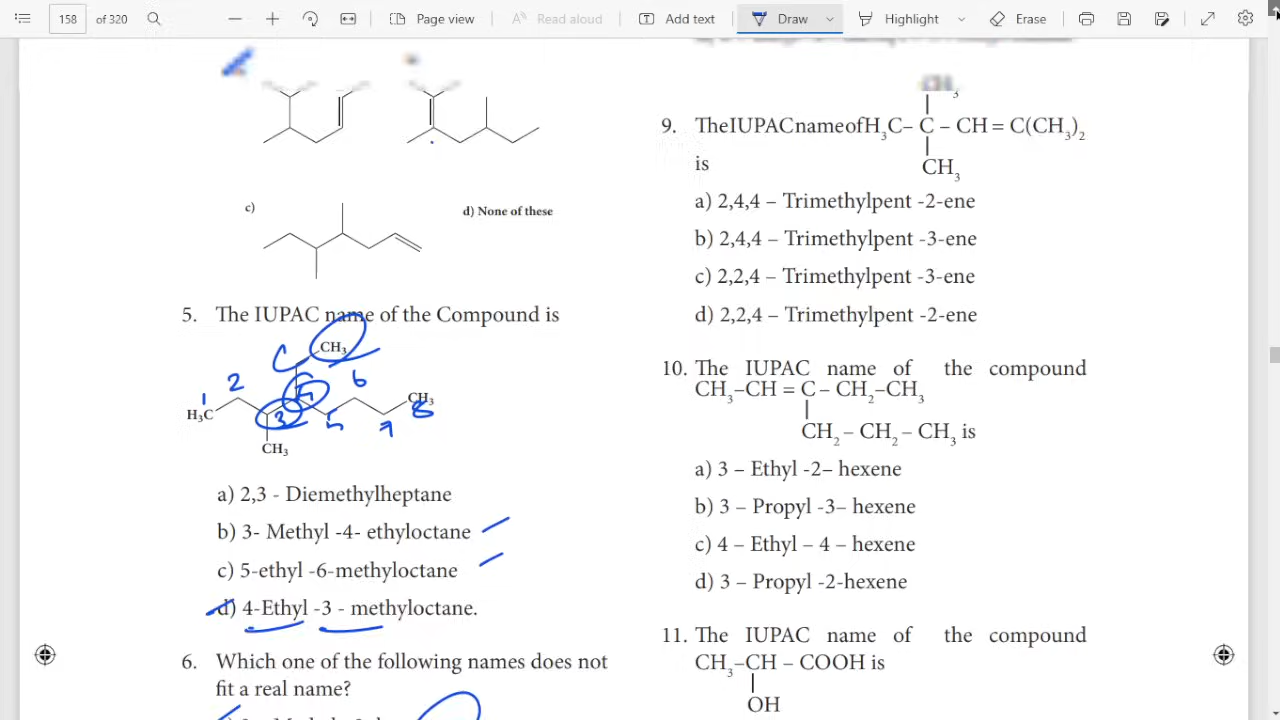 158 of 320 Page view Read aloud Add text Draw Highlight Erase
c) d) None of these
5. The IUPAC name of the Compound is
CH3
1 2 3 4 5 6 7 8
H3C CH3
CH3
a) 2,3 - Diemethylheptane
b) 3- Methyl -4- ethyloctane
c) 5-ethyl -6-methyloctane
d) 4-Ethyl -3 - methyloctane.
6. Which one of the following names does not
fit a real name?
CH3
9. The IUPAC name of H3C– C – CH = C(CH3)2
is CH3
a) 2,4,4 – Trimethylpent -2-ene
b) 2,4,4 – Trimethylpent -3-ene
c) 2,2,4 – Trimethylpent -3-ene
d) 2,2,4 – Trimethylpent -2-ene
10. The IUPAC name of the compound
CH3–CH = C – CH2–CH3
CH2 – CH2 – CH3 is
a) 3 – Ethyl -2– hexene
b) 3 – Propyl -3– hexene
c) 4 – Ethyl – 4 – hexene
d) 3 – Propyl -2-hexene
11. The IUPAC name of the compound
CH3–CH – COOH is
OH